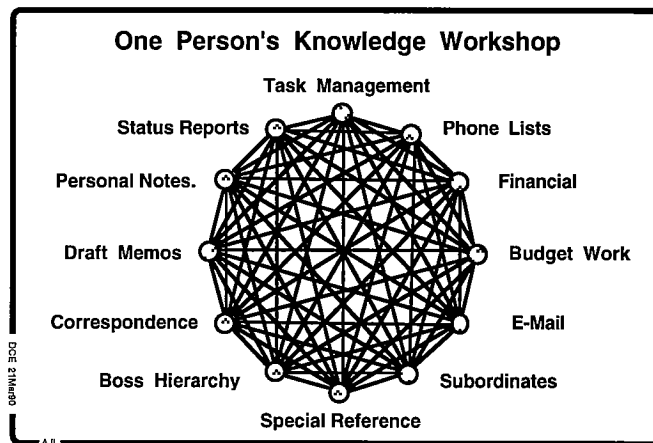 One Person's Knowledge Workshop
Task Management
Status Reports
Phone Lists
Personal Notes.
Financial
Draft Memos
Budget Work
Correspondence
E-Mail
Boss Hierarchy
Subordinates
Special Reference
DCE 21Mar90